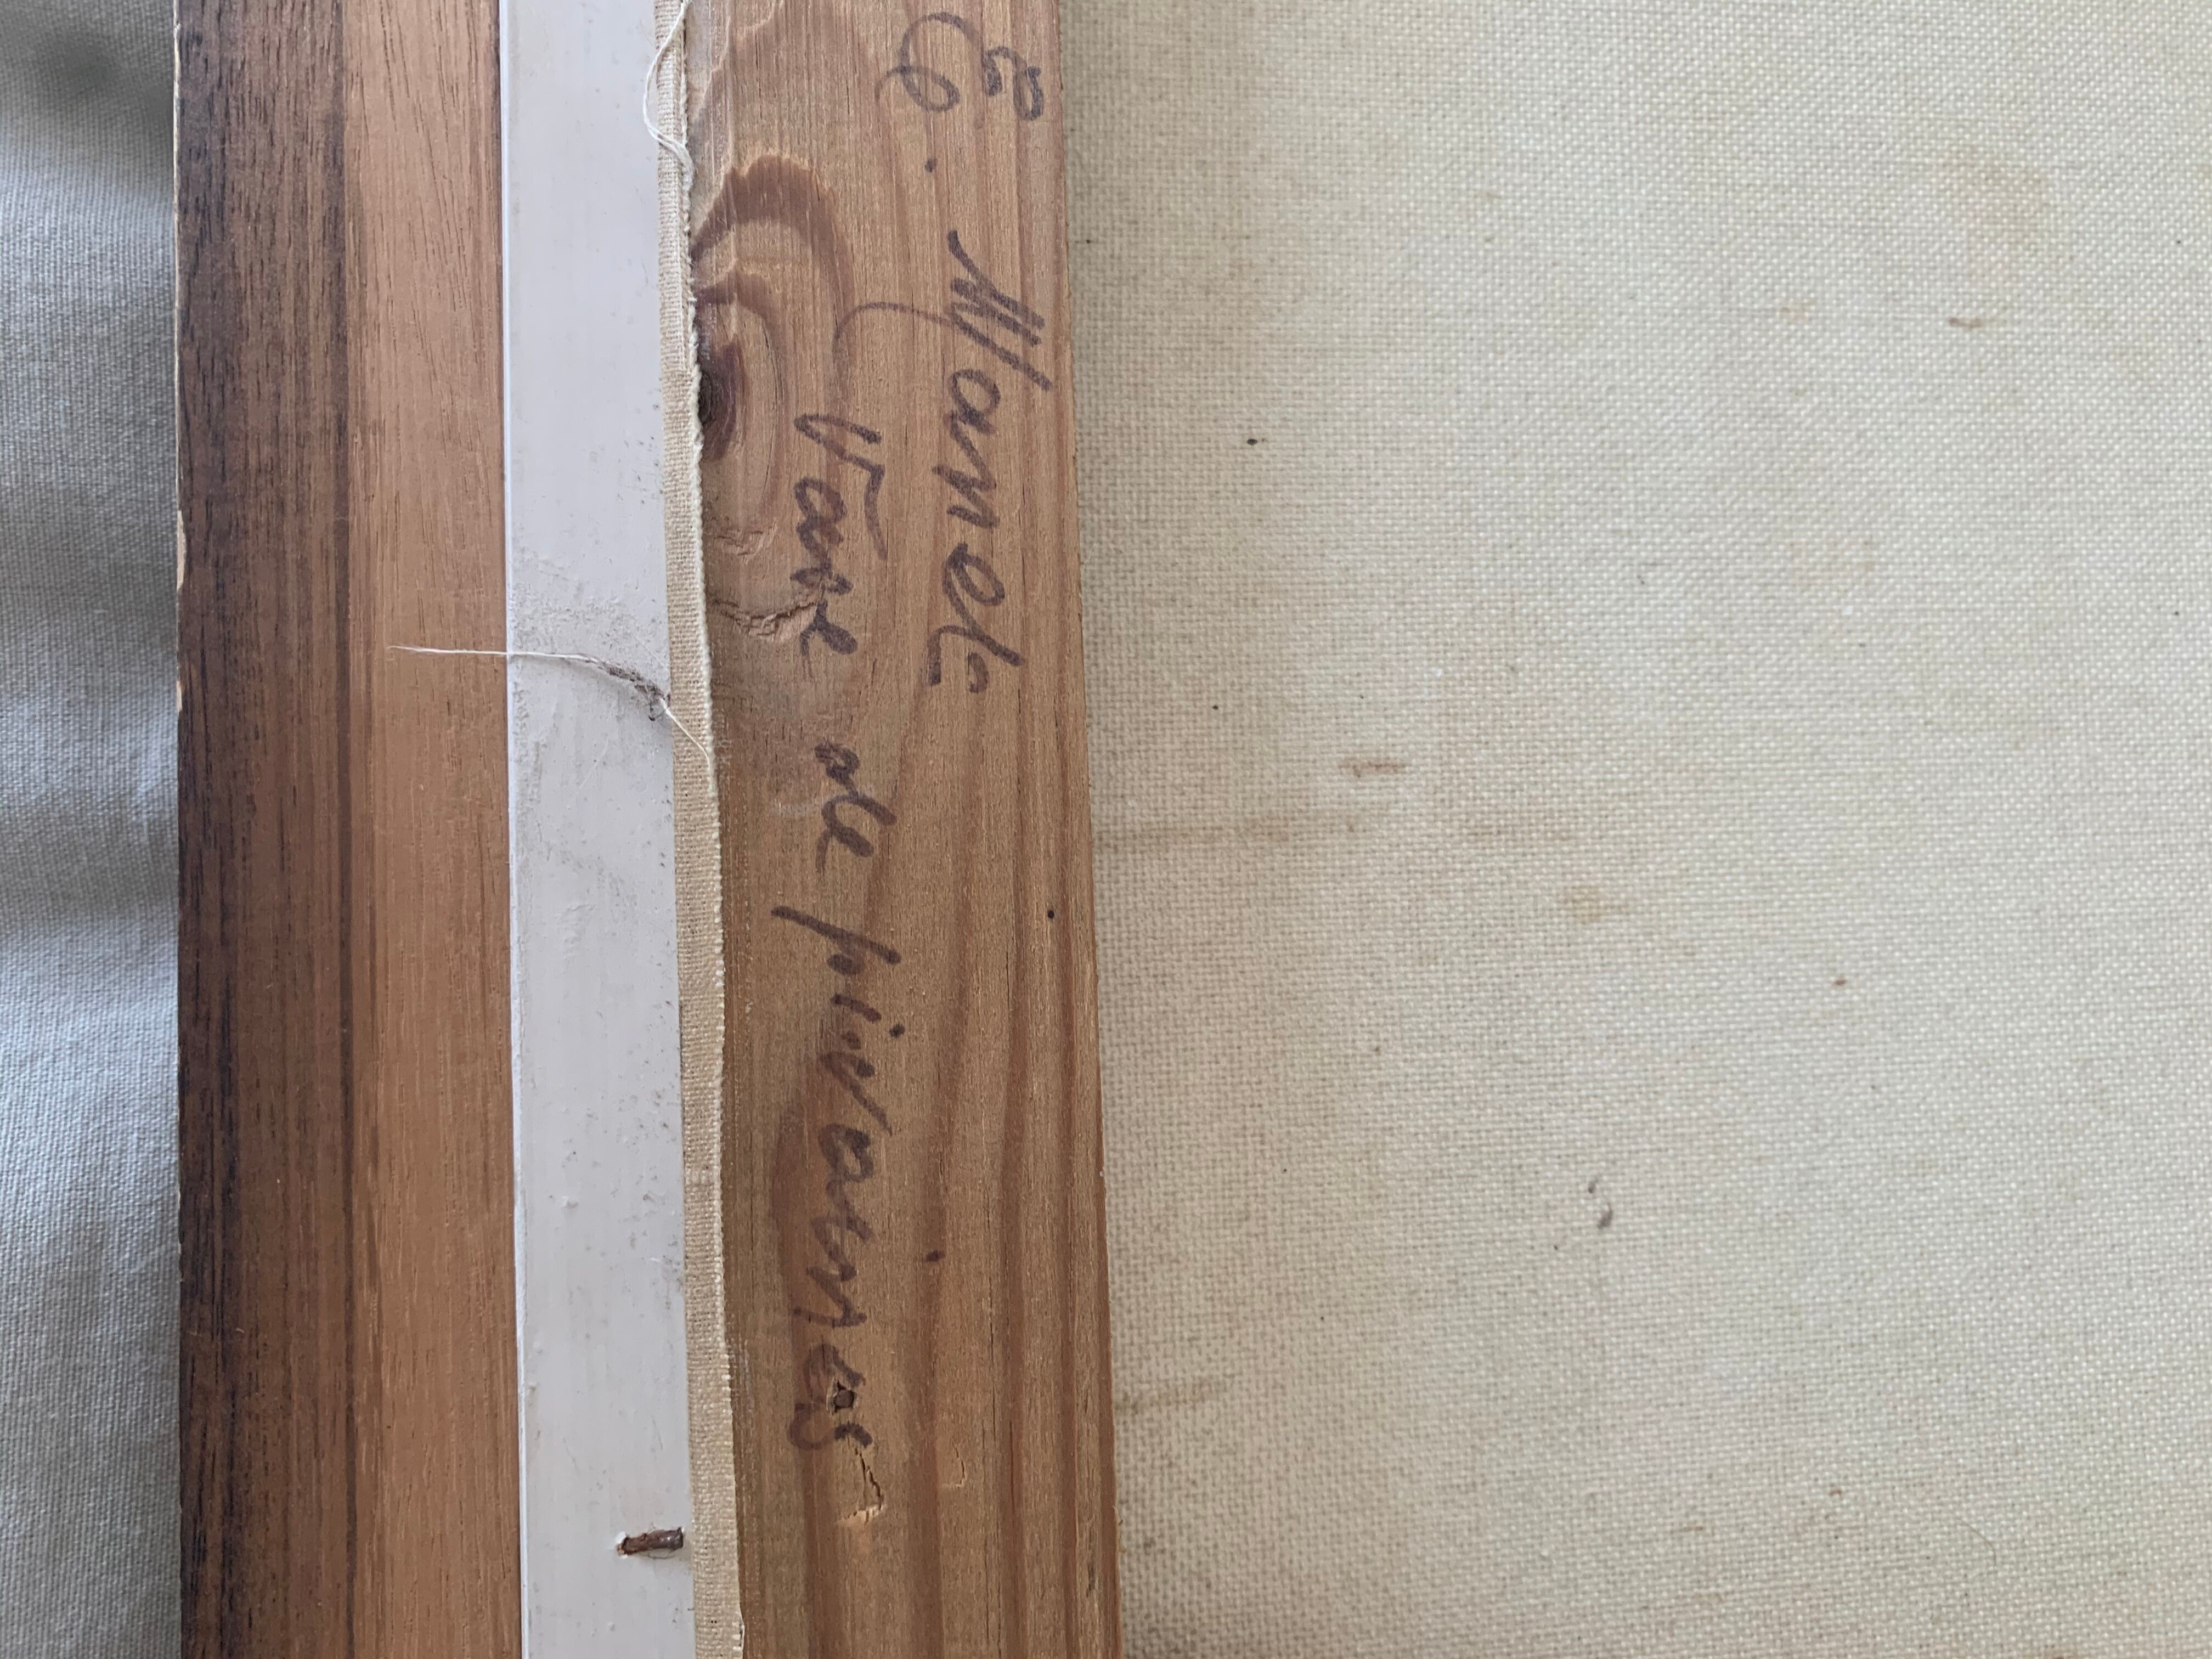 E. Manet
(Vase de pivoines